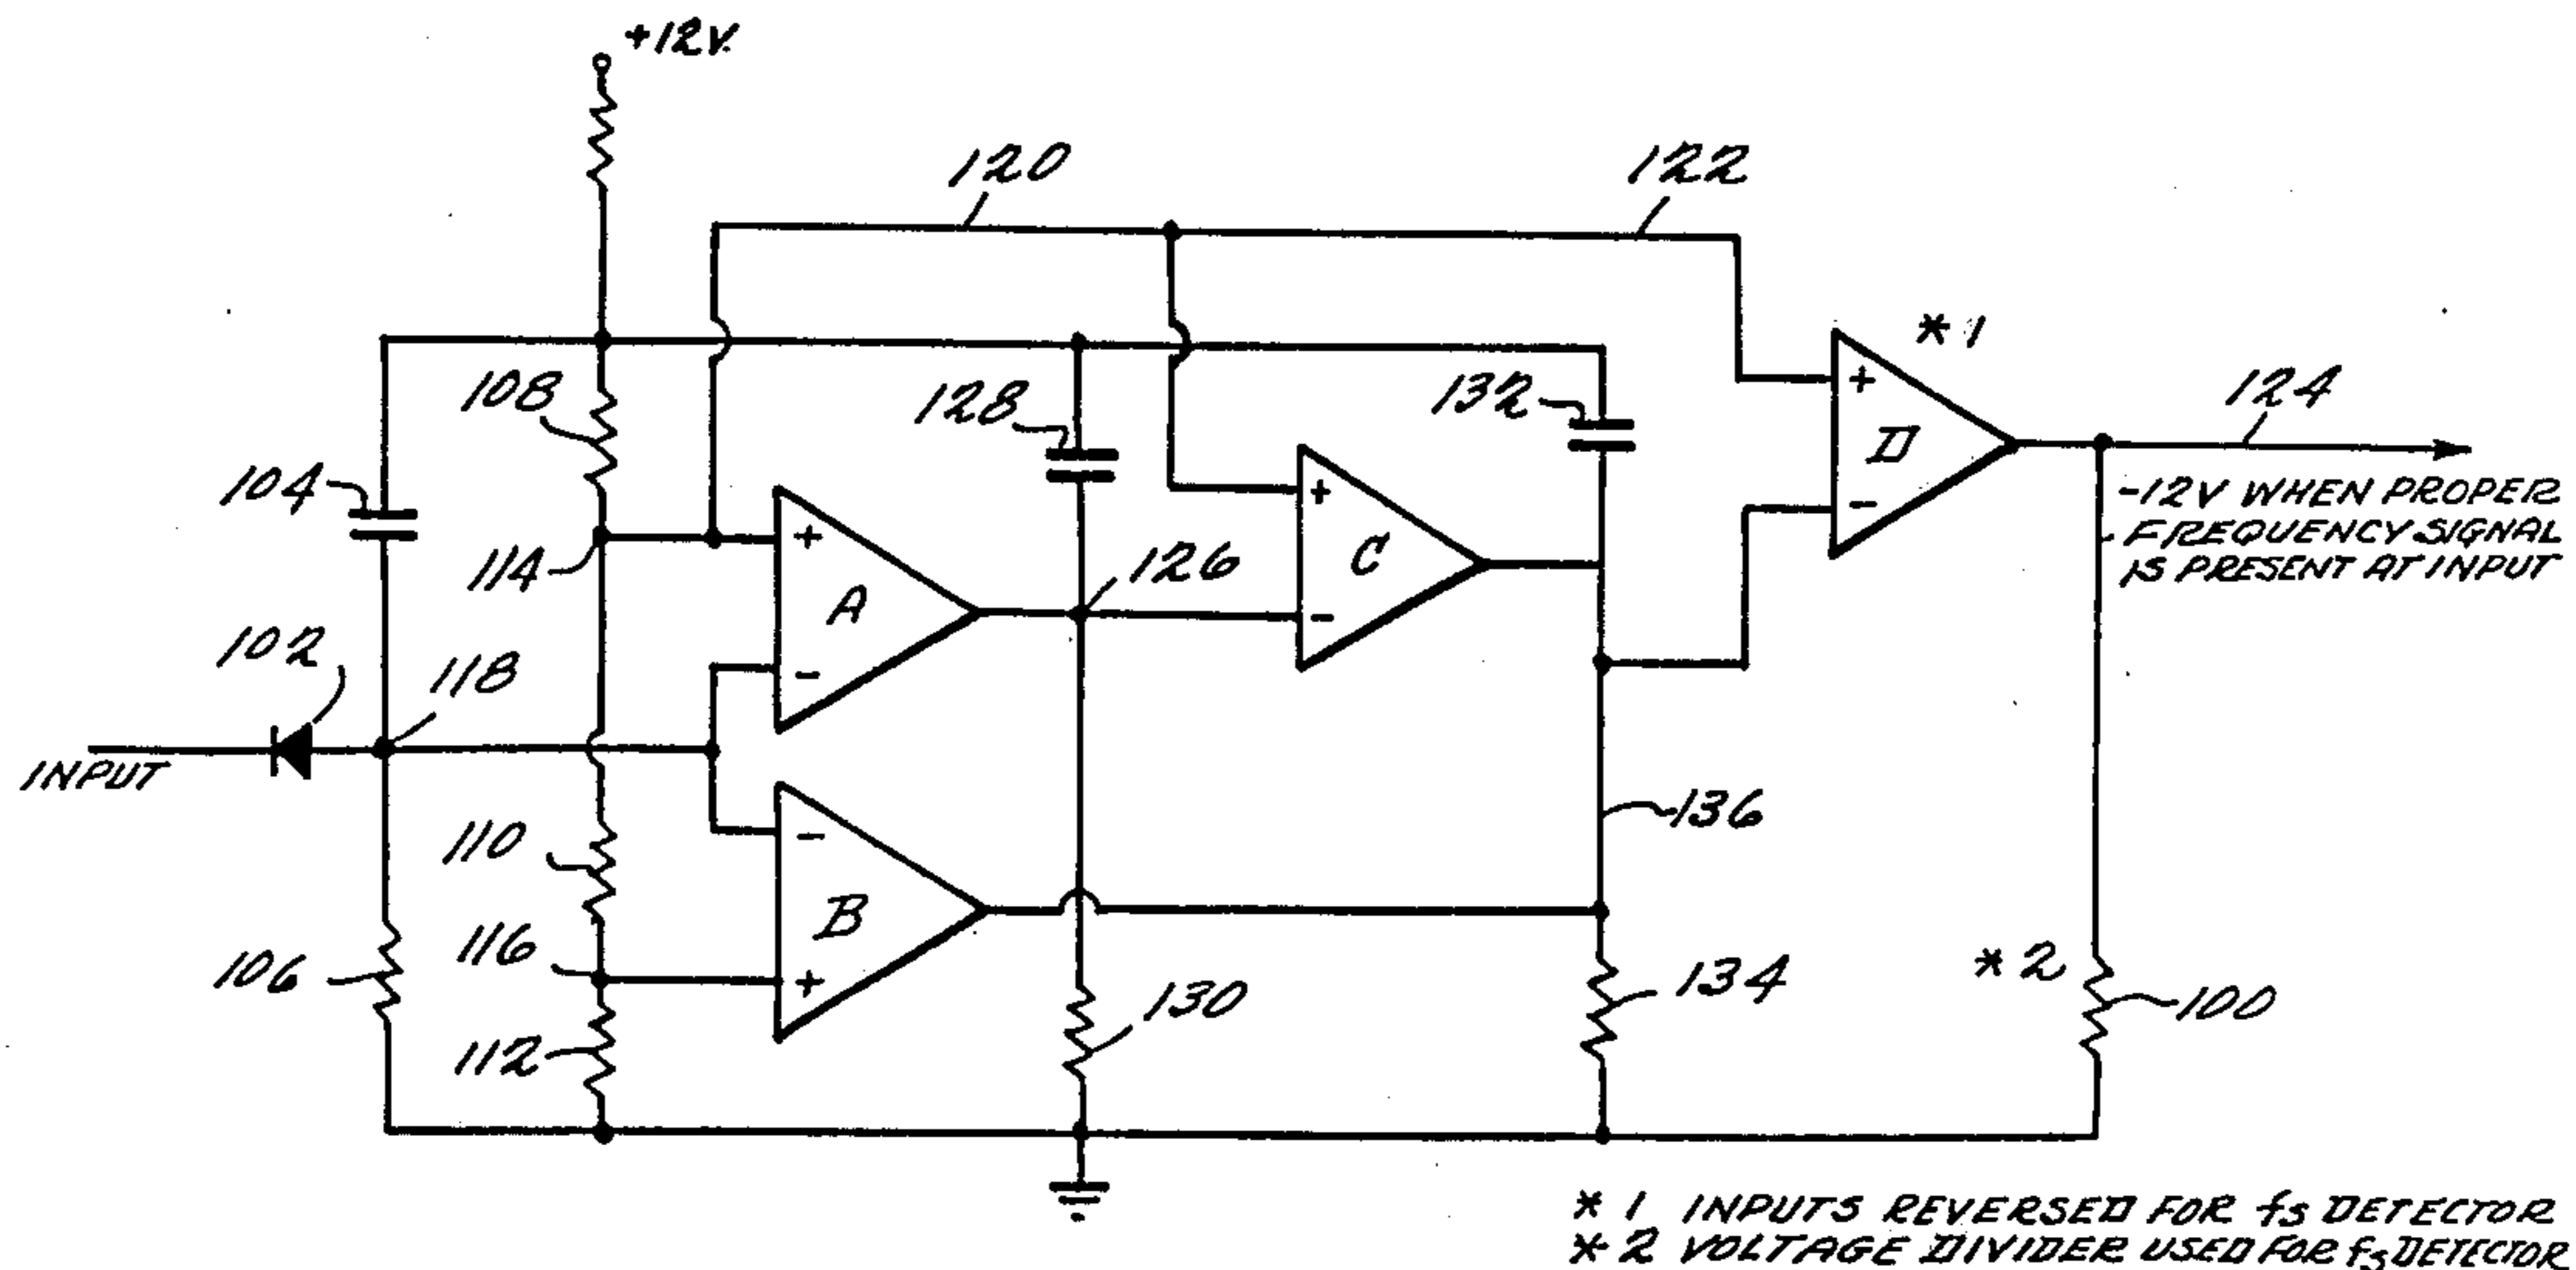 +12V.
120
122
* 1
108
128
132
124
104
+
+
+
D
C
-
-12V WHEN PROPER
FREQUENCY SIGNAL
IS PRESENT AT INPUT
114
A
126
-
102
118
-
INPUT
-
136
110
B
116
+
106
130
134
* 2
100
112
* 1 INPUTS REVERSED FOR fs DETECTOR
* 2 VOLTAGE DIVIDER USED FOR fs DETECTOR